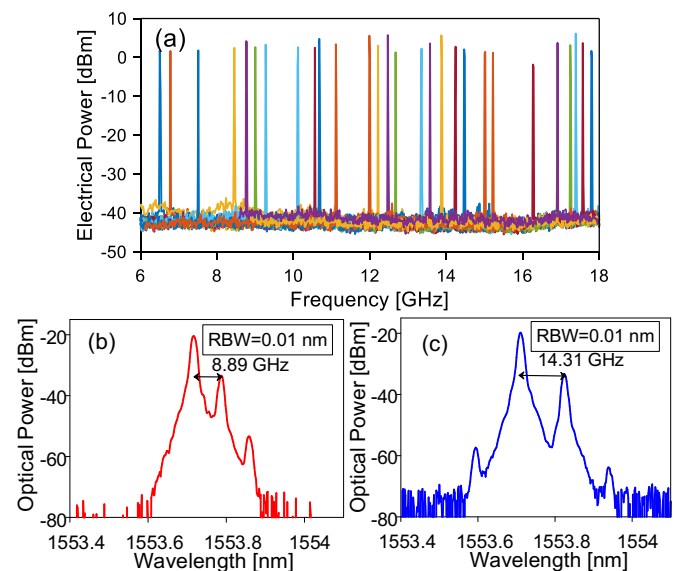 (a)
Electrical Power [dBm]
10
0
-10
-20
-30
-40
-50
6 8 10 12 14 16 18
Frequency [GHz]
(b)
RBW=0.01 nm
8.89 GHz
Optical Power [dBm]
-20
-40
-60
-80
1553.4 1553.6 1553.8 1554
Wavelength [nm]
(c)
RBW=0.01 nm
14.31 GHz
Optical Power [dBm]
-20
-40
-60
-80
1553.4 1553.6 1553.8 1554
Wavelength [nm]